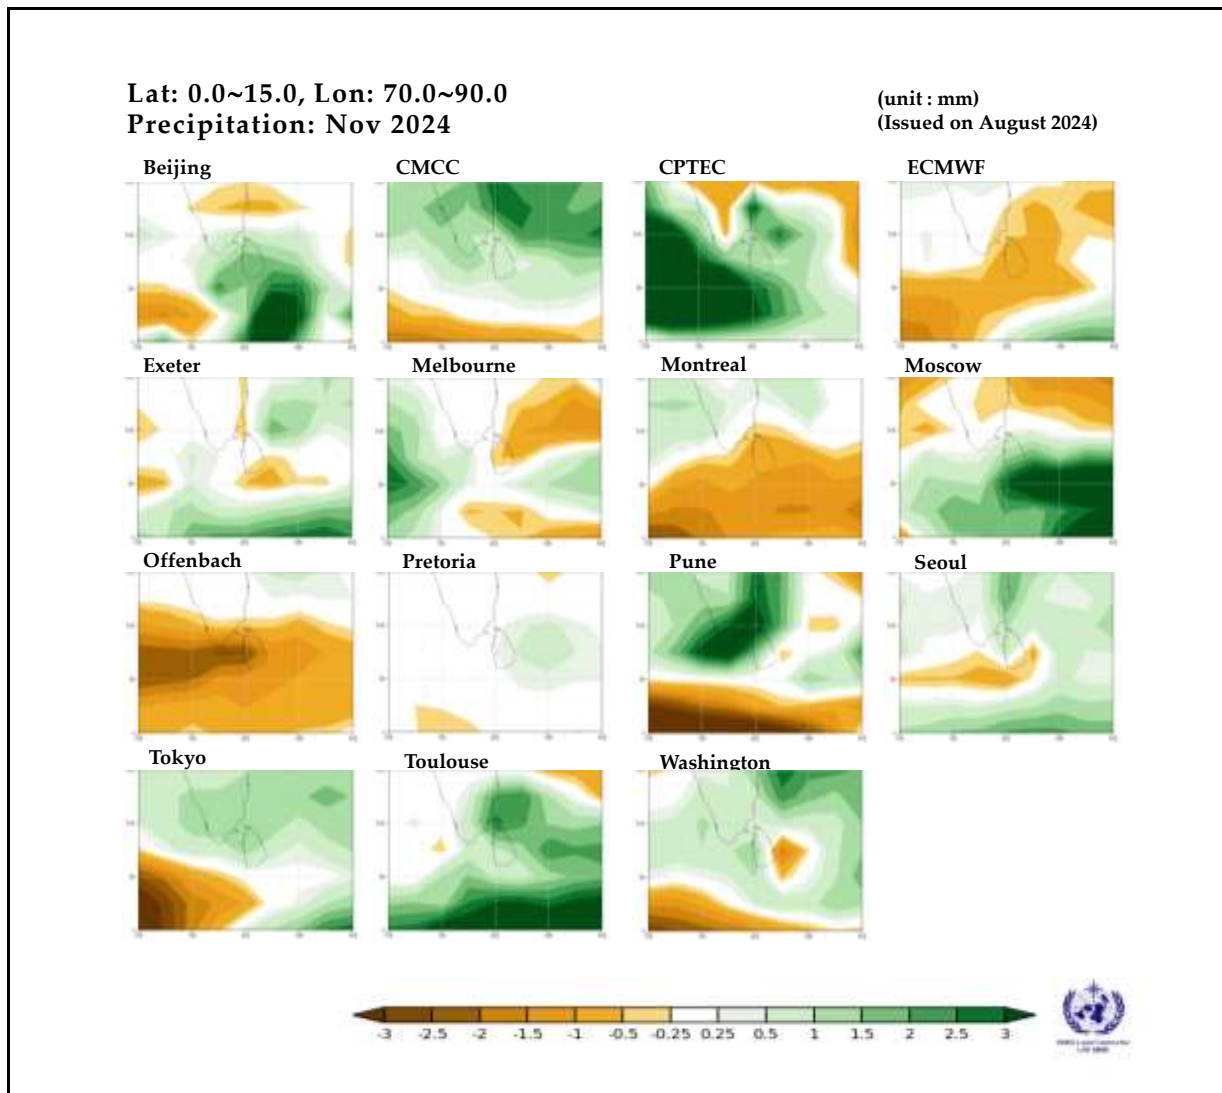 Lat: 0.0~15.0, Lon: 70.0~90.0
Precipitation: Nov 2024
(unit : mm)
(Issued on August 2024)
Beijing
CMCC
CPTEC
ECMWF
Exeter
Melbourne
Montreal
Moscow
Offenbach
Pretoria
Pune
Seoul
Tokyo
Toulouse
Washington
-3 -2.5 -2 -1.5 -1 -0.5 -0.25 0.25 0.5 1 1.5 2 2.5 3